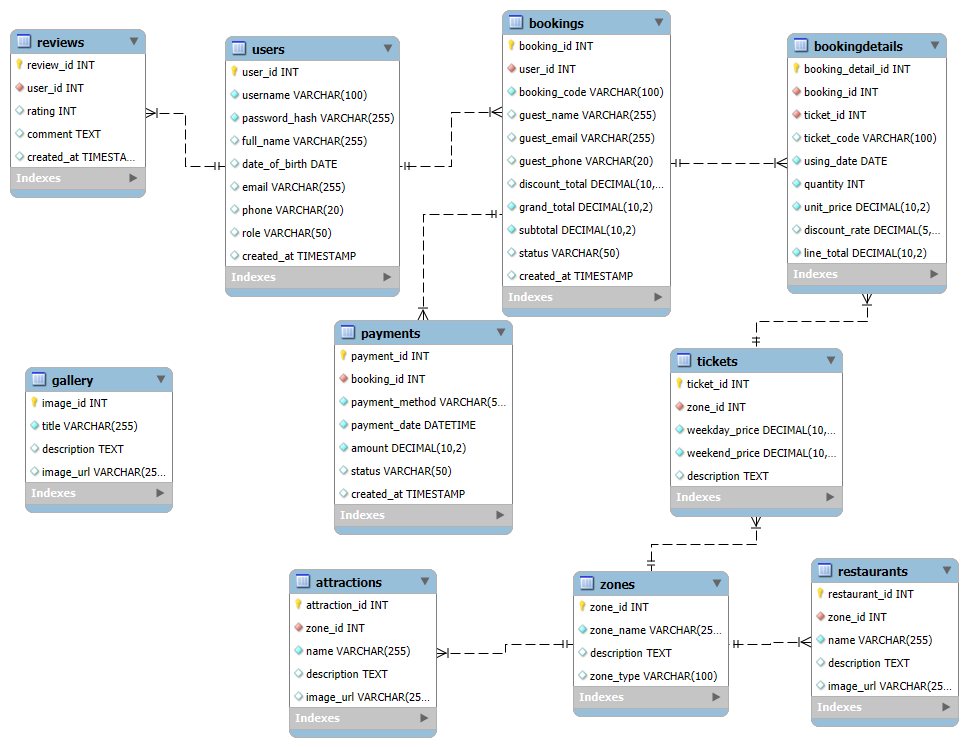 reviews
review_id INT
user_id INT
rating INT
comment TEXT
created_at TIMESTA...
Indexes
users
user_id INT
username VARCHAR(100)
password_hash VARCHAR(255)
full_name VARCHAR(255)
date_of_birth DATE
email VARCHAR(255)
phone VARCHAR(20)
role VARCHAR(50)
created_at TIMESTAMP
Indexes
bookings
booking_id INT
user_id INT
booking_code VARCHAR(100)
guest_name VARCHAR(255)
guest_email VARCHAR(255)
guest_phone VARCHAR(20)
discount_total DECIMAL(10,...
grand_total DECIMAL(10,2)
subtotal DECIMAL(10,2)
status VARCHAR(50)
created_at TIMESTAMP
Indexes
bookingdetails
booking_detail_id INT
booking_id INT
ticket_id INT
ticket_code VARCHAR(100)
using_date DATE
quantity INT
unit_price DECIMAL(10,2)
discount_rate DECIMAL(5,...
line_total DECIMAL(10,2)
Indexes
gallery
image_id INT
title VARCHAR(255)
description TEXT
image_url VARCHAR(25...
Indexes
payments
payment_id INT
booking_id INT
payment_method VARCHAR(5...
payment_date DATETIME
amount DECIMAL(10,2)
status VARCHAR(50)
created_at TIMESTAMP
Indexes
tickets
ticket_id INT
zone_id INT
weekday_price DECIMAL(10,...
weekend_price DECIMAL(10,...
description TEXT
Indexes
attractions
attraction_id INT
zone_id INT
name VARCHAR(255)
description TEXT
image_url VARCHAR(25...
Indexes
zones
zone_id INT
zone_name VARCHAR(25...
description TEXT
zone_type VARCHAR(100)
Indexes
restaurants
restaurant_id INT
zone_id INT
name VARCHAR(255)
description TEXT
image_url VARCHAR(25...
Indexes